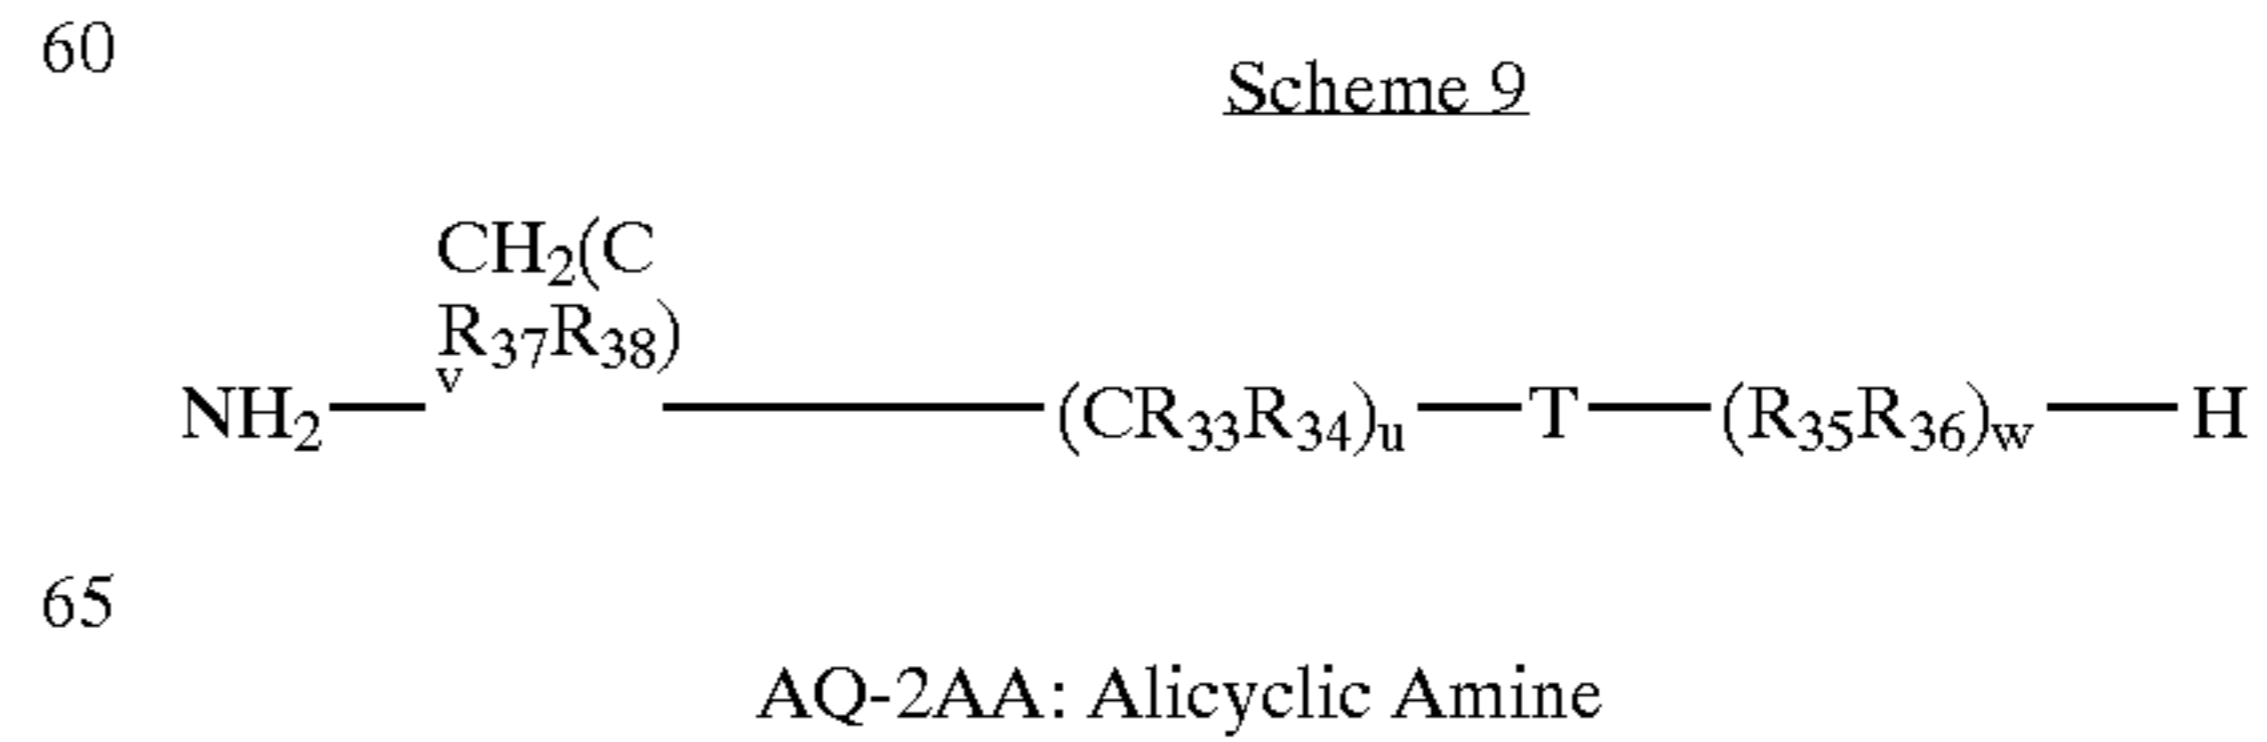 60
Scheme 9
CH2(C
R37R38)
v
NH2—(CR33R34)u—T—(R35R36)w—H
65
AQ-2AA: Alicyclic Amine